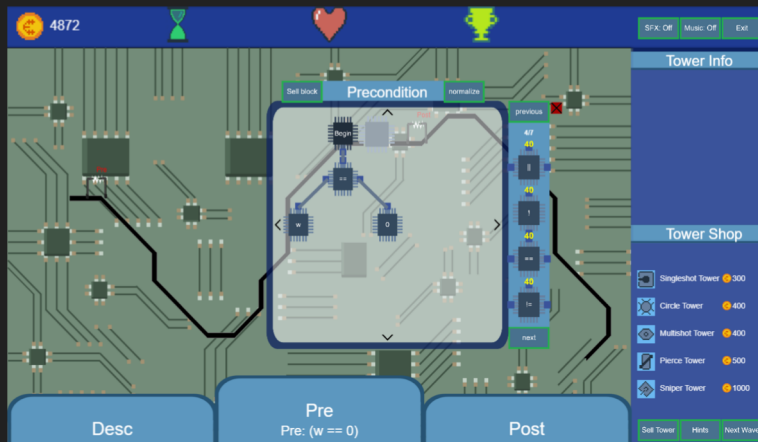 4872
SFX: Off
Music: Off
Exit
Tower Info
Sell block
Precondition
normalize
previous
4/7
Begin
40
||
==
40
!
w
0
40
==
40
!=
next
Tower Shop
Singleshot Tower C 300
Circle Tower C 400
Multishot Tower C 400
Pierce Tower C 500
Sniper Tower C 1000
Desc
Pre
Pre: (w == 0)
Post
Sell Tower
Hints
Next Wave